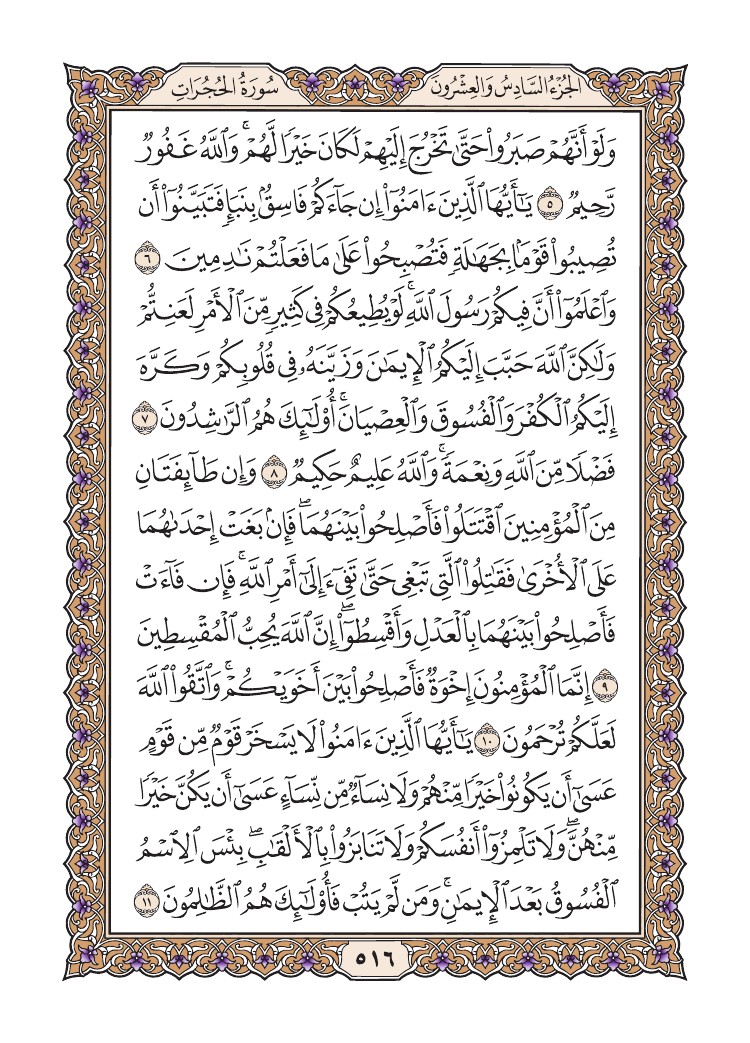 الجُزْءُ السَّادِسُ وَالعِشْرُونَ
سُورَةُ الحُجُرَاتِ
وَلَوْ أَنَّهُمْ صَبَرُوا۟ حَتَّىٰ تَخْرُجَ إِلَيْهِمْ لَكَانَ خَيْرًا لَّهُمْ ۚ وَٱللَّهُ غَفُورٌ
رَّحِيمٌ ٥ يَـٰٓأَيُّهَا ٱلَّذِينَ ءَامَنُوٓا۟ إِن جَآءَكُمْ فَاسِقٌۢ بِنَبَإٍ فَتَبَيَّنُوٓا۟ أَن
تُصِيبُوا۟ قَوْمًۢا بِجَهَـٰلَةٍ فَتُصْبِحُوا۟ عَلَىٰ مَا فَعَلْتُمْ نَـٰدِمِينَ ٦
وَٱعْلَمُوٓا۟ أَنَّ فِيكُمْ رَسُولَ ٱللَّهِ ۚ لَوْ يُطِيعُكُمْ فِى كَثِيرٍ مِّنَ ٱلْأَمْرِ لَعَنِتُّمْ
وَلَـٰكِنَّ ٱللَّهَ حَبَّبَ إِلَيْكُمُ ٱلْإِيمَـٰنَ وَزَيَّنَهُۥ فِى قُلُوبِكُمْ وَكَرَّهَ
إِلَيْكُمُ ٱلْكُفْرَ وَٱلْفُسُوقَ وَٱلْعِصْيَانَ ۚ أُو۟لَـٰٓئِكَ هُمُ ٱلرَّٰشِدُونَ ٧
فَضْلًا مِّنَ ٱللَّهِ وَنِعْمَةً ۚ وَٱللَّهُ عَلِيمٌ حَكِيمٌ ٨ وَإِن طَآئِفَتَانِ
مِنَ ٱلْمُؤْمِنِينَ ٱقْتَتَلُوا۟ فَأَصْلِحُوا۟ بَيْنَهُمَا ۖ فَإِنۢ بَغَتْ إِحْدَىٰهُمَا
عَلَى ٱلْأُخْرَىٰ فَقَـٰتِلُوا۟ ٱلَّتِى تَبْغِى حَتَّىٰ تَفِىٓءَ إِلَىٰٓ أَمْرِ ٱللَّهِ ۚ فَإِن فَآءَتْ
فَأَصْلِحُوا۟ بَيْنَهُمَا بِٱلْعَدْلِ وَأَقْسِطُوٓا۟ ۖ إِنَّ ٱللَّهَ يُحِبُّ ٱلْمُقْسِطِينَ
٩ إِنَّمَا ٱلْمُؤْمِنُونَ إِخْوَةٌ فَأَصْلِحُوا۟ بَيْنَ أَخَوَيْكُمْ ۚ وَٱتَّقُوا۟ ٱللَّهَ
لَعَلَّكُمْ تُرْحَمُونَ ١٠ يَـٰٓأَيُّهَا ٱلَّذِينَ ءَامَنُوا۟ لَا يَسْخَرْ قَوْمٌ مِّن قَوْمٍ
عَسَىٰٓ أَن يَكُونُوا۟ خَيْرًا مِّنْهُمْ وَلَا نِسَآءٌ مِّن نِّسَآءٍ عَسَىٰٓ أَن يَكُنَّ خَيْرًا
مِّنْهُنَّ ۖ وَلَا تَلْمِزُوٓا۟ أَنفُسَكُمْ وَلَا تَنَابَزُوا۟ بِٱلْأَلْقَـٰبِ ۖ بِئْسَ ٱلِٱسْمُ
ٱلْفُسُوقُ بَعْدَ ٱلْإِيمَـٰنِ ۚ وَمَن لَّمْ يَتُبْ فَأُو۟لَـٰٓئِكَ هُمُ ٱلظَّـٰلِمُونَ ١١
٥١٦